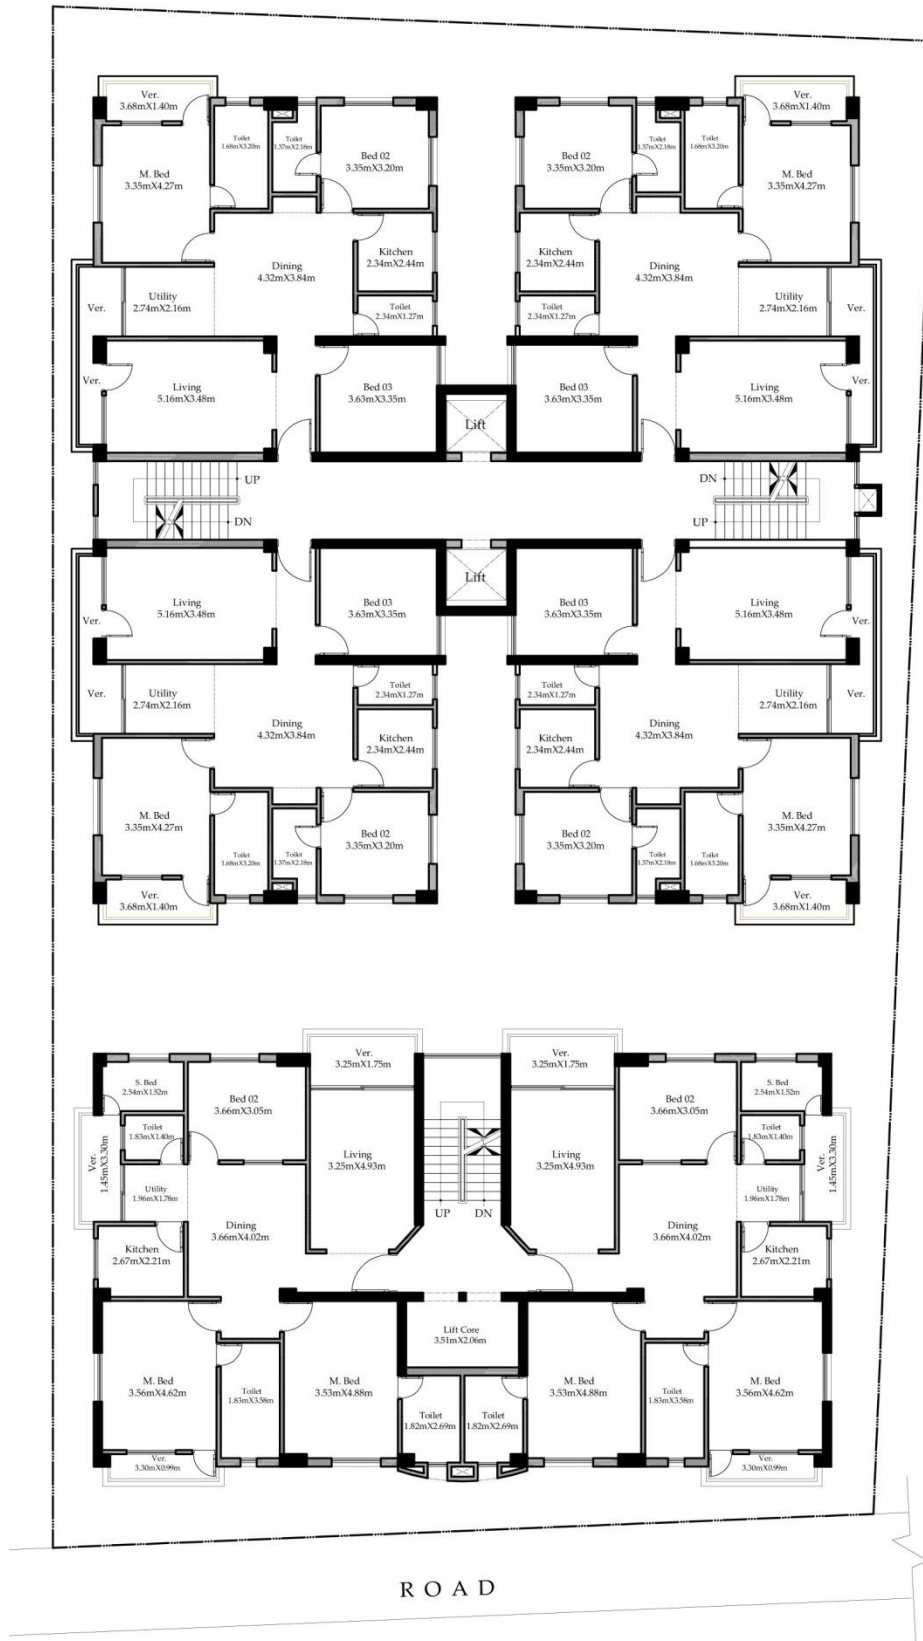 Ver.
3.68mX1.40m
Toilet
1.68mX3.20m
Toilet
1.37mX2.18m
Bed 02
3.35mX3.20m
M. Bed
3.35mX4.27m
Kitchen
2.34mX2.44m
Dining
4.32mX3.84m
Utility
2.74mX2.16m
Ver.
Toilet
2.34mX1.27m
Ver.
Living
5.16mX3.48m
Bed 03
3.63mX3.35m
Ver.
3.68mX1.40m
Toilet
1.68mX3.20m
Toilet
1.37mX2.18m
Bed 02
3.35mX3.20m
M. Bed
3.35mX4.27m
Kitchen
2.34mX2.44m
Dining
4.32mX3.84m
Utility
2.74mX2.16m
Ver.
Toilet
2.34mX1.27m
Bed 03
3.63mX3.35m
Living
5.16mX3.48m
Ver.
Lift
UP
DN
DN
UP
Lift
Living
5.16mX3.48m
Bed 03
3.63mX3.35m
Ver.
Ver.
Utility
2.74mX2.16m
Toilet
2.34mX1.27m
Dining
4.32mX3.84m
Kitchen
2.34mX2.44m
M. Bed
3.35mX4.27m
Toilet
1.68mX3.20m
Toilet
1.37mX2.18m
Bed 02
3.35mX3.20m
Ver.
3.68mX1.40m
Bed 03
3.63mX3.35m
Living
5.16mX3.48m
Ver.
Toilet
2.34mX1.27m
Utility
2.74mX2.16m
Ver.
Dining
4.32mX3.84m
Kitchen
2.34mX2.44m
Bed 02
3.35mX3.20m
Toilet
1.37mX2.18m
Toilet
1.68mX3.20m
M. Bed
3.35mX4.27m
Ver.
3.68mX1.40m
Ver.
3.25mX1.75m
S. Bed
2.54mX1.52m
Bed 02
3.66mX3.05m
Toilet
1.83mX1.40m
Ver.
1.45mX3.30m
Living
3.25mX4.93m
Utility
1.96mX1.78m
Dining
3.66mX4.02m
Kitchen
2.67mX2.21m
M. Bed
3.56mX4.62m
Toilet
1.83mX3.58m
M. Bed
3.53mX4.88m
Toilet
1.82mX2.69m
Ver.
3.30mX0.99m
UP
DN
Lift Core
3.51mX2.06m
Ver.
3.25mX1.75m
Bed 02
3.66mX3.05m
S. Bed
2.54mX1.52m
Toilet
1.83mX1.40m
Ver.
1.45mX3.30m
Living
3.25mX4.93m
Utility
1.96mX1.78m
Dining
3.66mX4.02m
Kitchen
2.67mX2.21m
M. Bed
3.53mX4.88m
Toilet
1.83mX3.58m
M. Bed
3.56mX4.62m
Toilet
1.82mX2.69m
Ver.
3.30mX0.99m
ROAD